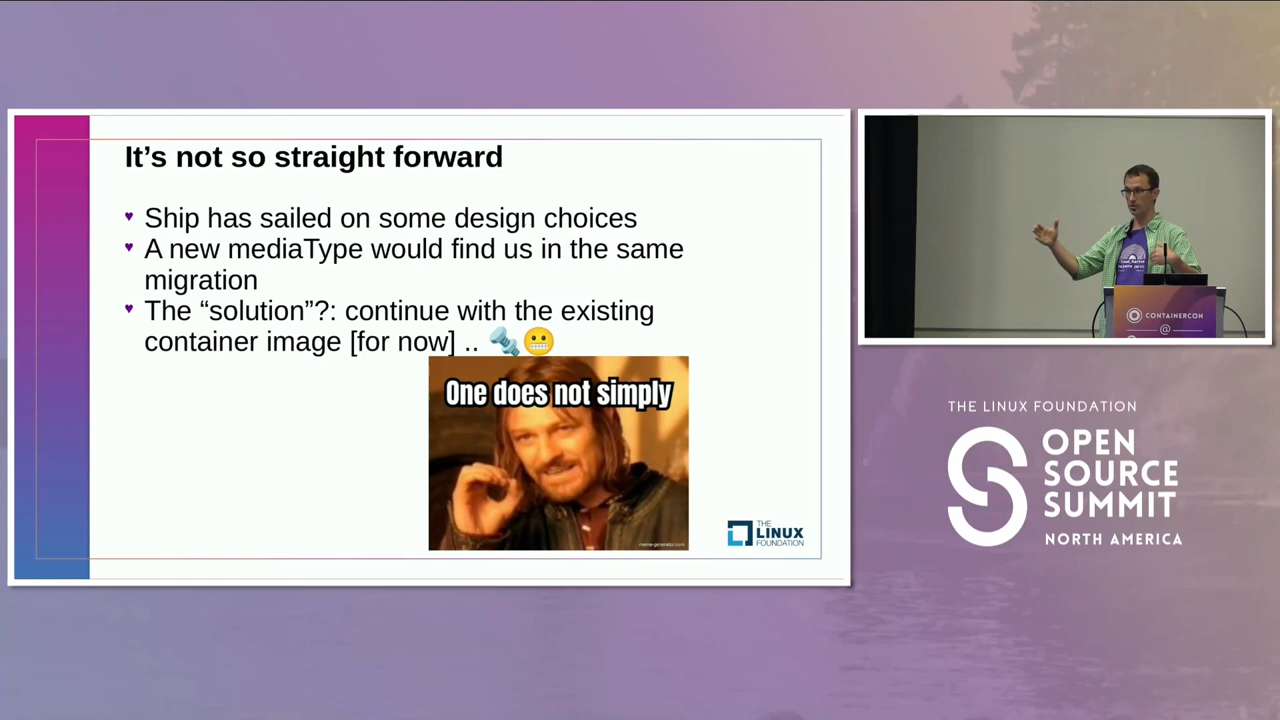 It’s not so straight forward
♥ Ship has sailed on some design choices
♥ A new mediaType would find us in the same
migration
♥ The “solution”?: continue with the existing
container image [for now] .. 🔩😬
One does not simply
THE
LINUX
FOUNDATION
CONTAINERCON
@
THE LINUX FOUNDATION
OPEN
SOURCE
SUMMIT
NORTH AMERICA